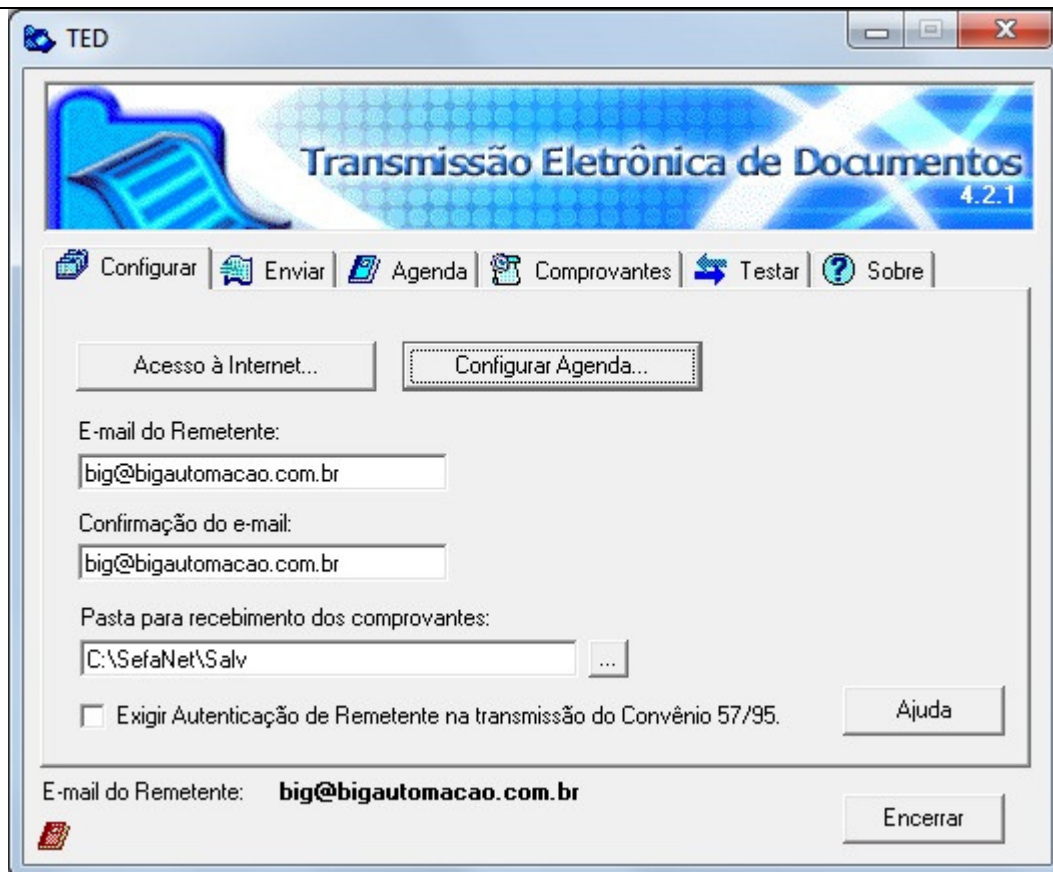 TED
Transmissão Eletrônica de Documentos
4.2.1
Configurar Enviar Agenda Comprovantes Testar Sobre
Acesso à Internet... Configurar Agenda...
E-mail do Remetente:
big@bigautomacao.com.br
Confirmação do e-mail:
big@bigautomacao.com.br
Pasta para recebimento dos comprovantes:
C:\SefaNet\Salv ...
Exigir Autenticação de Remetente na transmissão do Convênio 57/95.
Ajuda
E-mail do Remetente: big@bigautomacao.com.br
Encerrar